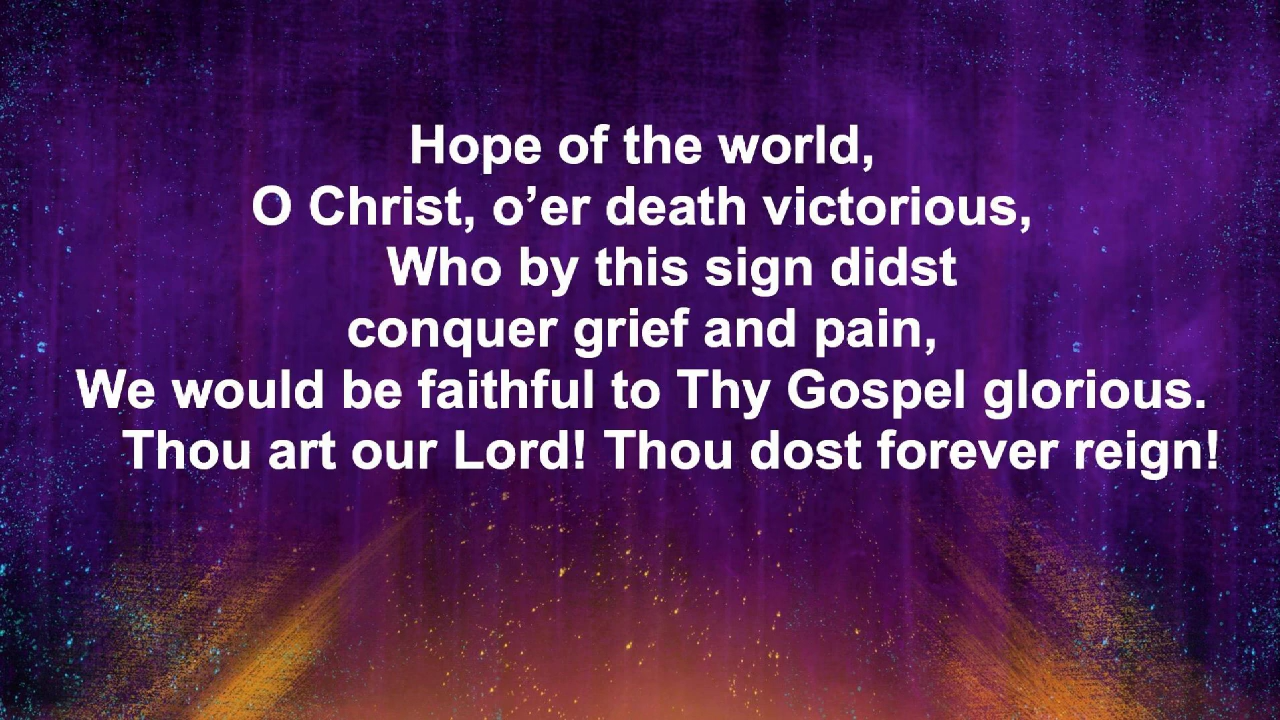 Hope of the world,
O Christ, o’er death victorious,
Who by this sign didst
conquer grief and pain,
We would be faithful to Thy Gospel glorious.
Thou art our Lord! Thou dost forever reign!